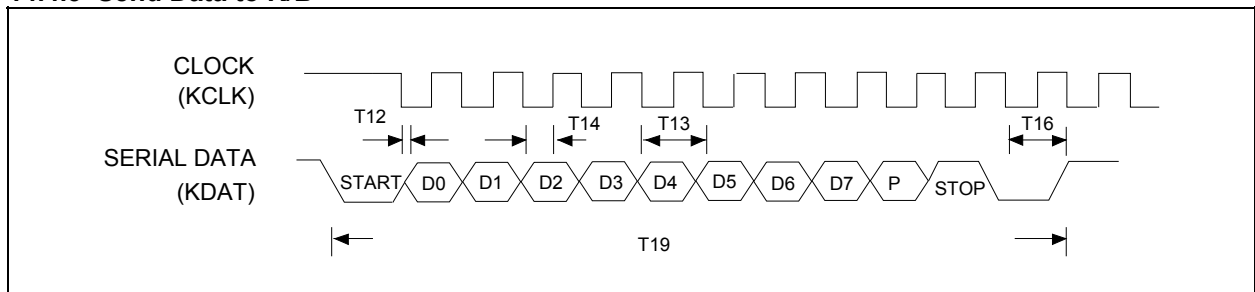 CLOCK
(KCLK)
T12
T14
T13
T16
SERIAL DATA
(KDAT)
START
D0
D1
D2
D3
D4
D5
D6
D7
P
STOP
T19